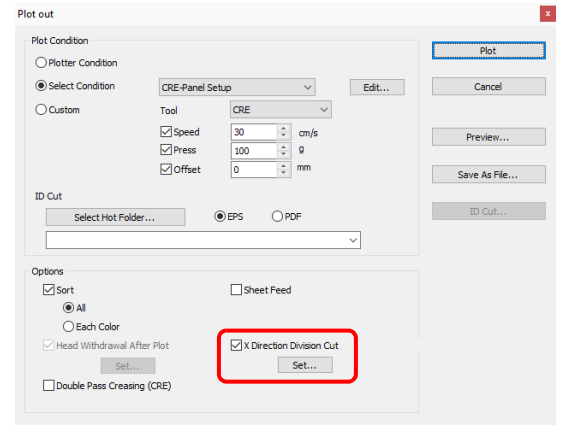 Plot out
x
Plot Condition
Plotter Condition
Select Condition
CRE-Panel Setup
Edit...
Custom
Tool
CRE
Speed
30
cm/s
Press
100
g
Offset
0
mm
ID Cut
Select Hot Folder...
EPS
PDF
Options
Sort
Sheet Feed
All
Each Color
Head Withdrawal After Plot
X Direction Division Cut
Set...
Set...
Double Pass Creasing (CRE)
Plot
Cancel
Preview...
Save As File...
ID Cut...